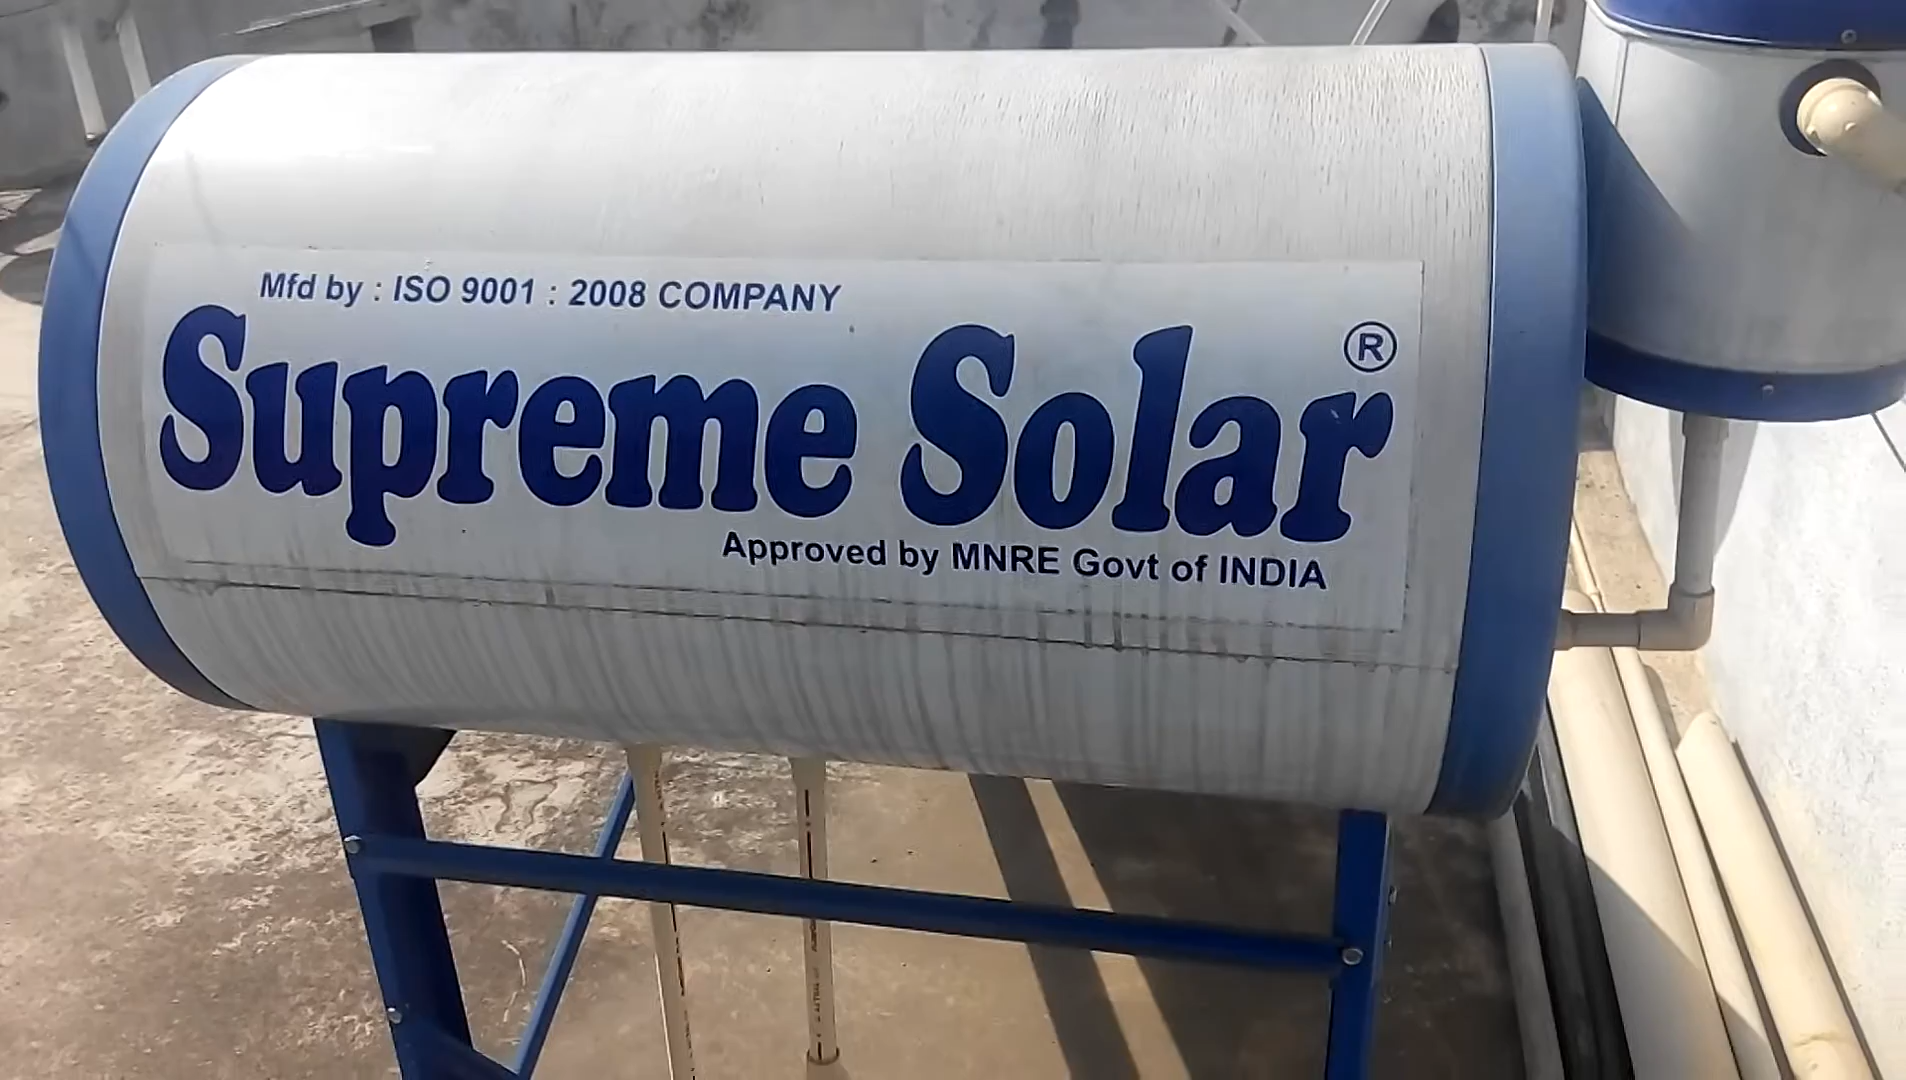 Mfd by : ISO 9001 : 2008 COMPANY
Supreme Solar®
Approved by MNRE Govt of INDIA